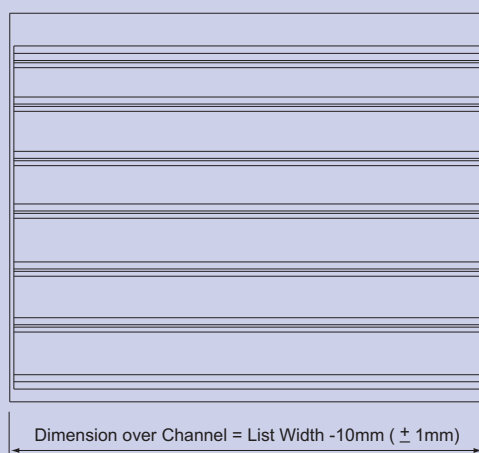 Dimension over Channel = List Width -10mm ( ± 1mm)